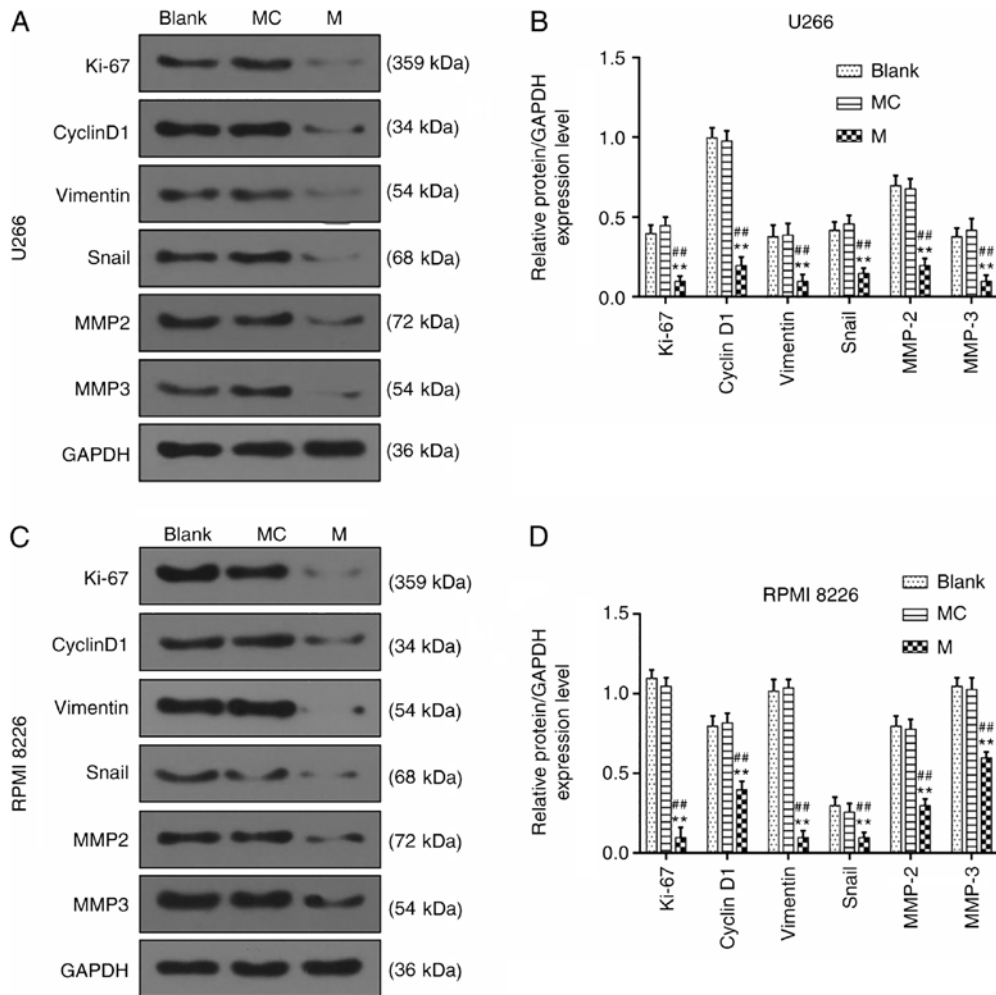 A
Blank MC M
Ki-67 (359 kDa)
CyclinD1 (34 kDa)
Vimentin (54 kDa)
Snail (68 kDa)
MMP2 (72 kDa)
MMP3 (54 kDa)
GAPDH (36 kDa)
U266
B
U266
Blank
MC
M
Relative protein/GAPDH
expression level
1.5
1.0
0.5
0.0
## ## ## ## ## ##
** ** ** ** ** **
Ki-67 Cyclin D1 Vimentin Snail MMP-2 MMP-3
C
Blank MC M
Ki-67 (359 kDa)
CyclinD1 (34 kDa)
Vimentin (54 kDa)
Snail (68 kDa)
MMP2 (72 kDa)
MMP3 (54 kDa)
GAPDH (36 kDa)
RPMI 8226
D
RPMI 8226
Blank
MC
M
Relative protein/GAPDH
expression level
1.5
1.0
0.5
0.0
## ## ## ## ## ##
** ** ** ** ** **
Ki-67 Cyclin D1 Vimentin Snail MMP-2 MMP-3